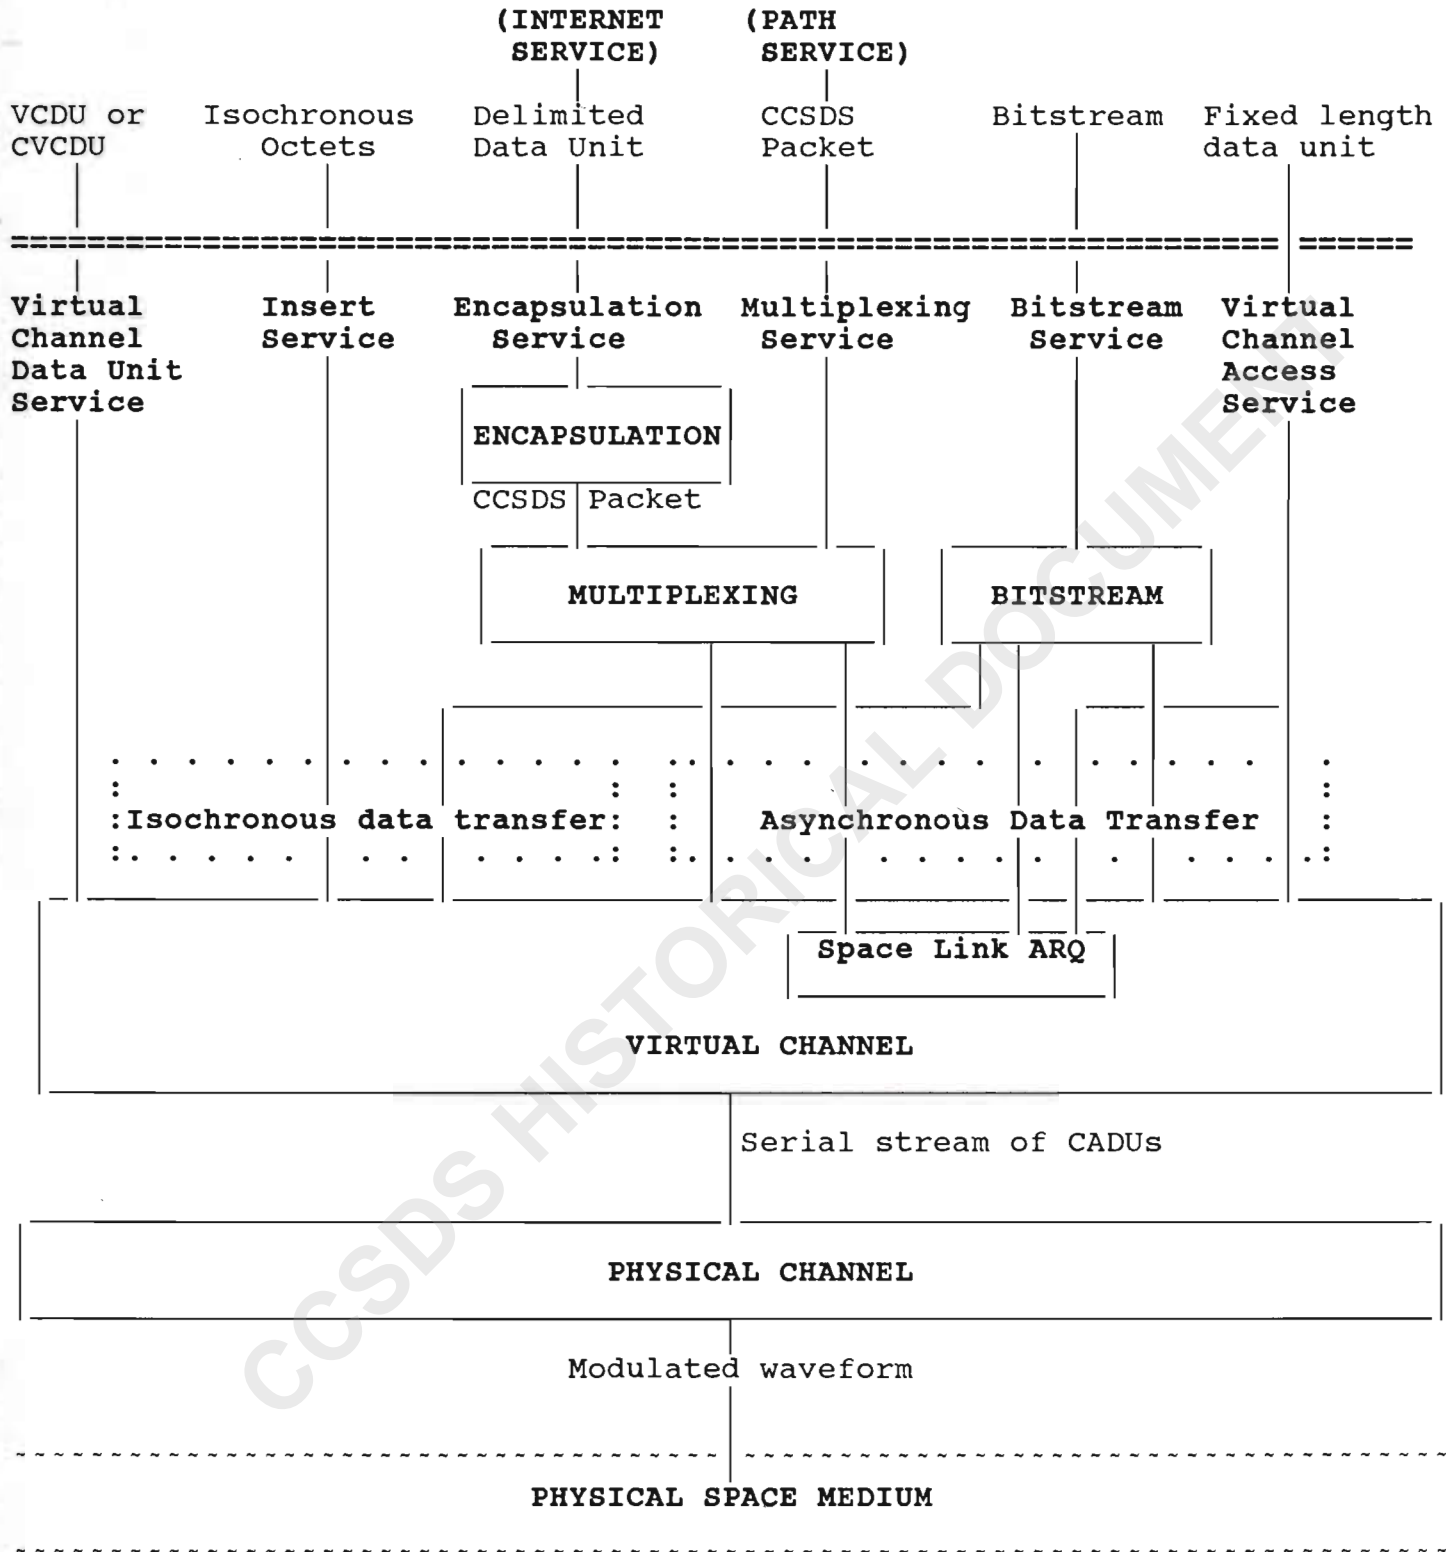 (INTERNET (PATH
SERVICE) SERVICE)
VCDU or Isochronous Delimited CCSDS Bitstream Fixed length
CVCDU Octets Data Unit Packet data unit
Virtual Insert Encapsulation Multiplexing Bitstream Virtual
Channel Service Service Service Service Channel
Data Unit Access
Service Service
ENCAPSULATION
CCSDS Packet
MULTIPLEXING BITSTREAM
Isochronous data transfer Asynchronous Data Transfer
Space Link ARQ
VIRTUAL CHANNEL
Serial stream of CADUs
PHYSICAL CHANNEL
Modulated waveform
PHYSICAL SPACE MEDIUM
CCSDS HISTORICAL DOCUMENT